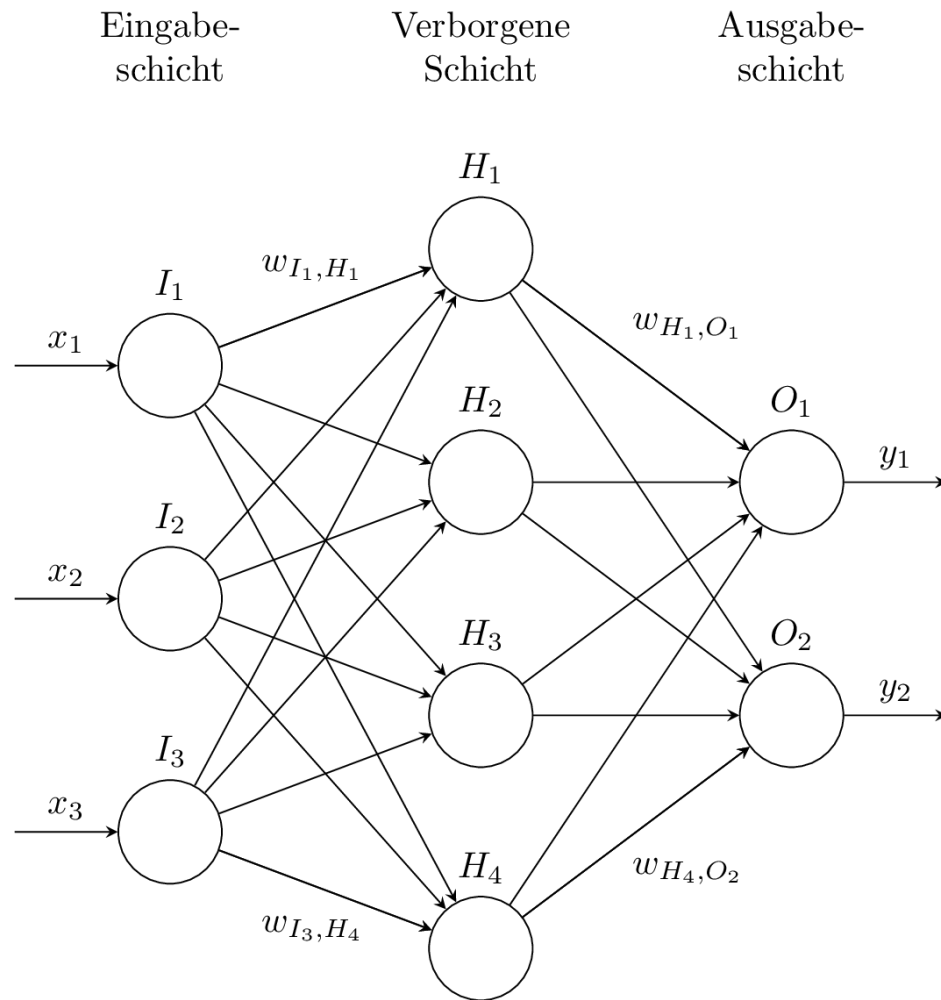 Eingabe-
schicht
Verborgene
Schicht
Ausgabe-
schicht
H₁
w_{I₁,H₁}
I₁
w_{H₁,O₁}
x₁
H₂
O₁
y₁
I₂
x₂
H₃
O₂
y₂
I₃
x₃
H₄
w_{H₄,O₂}
w_{I₃,H₄}